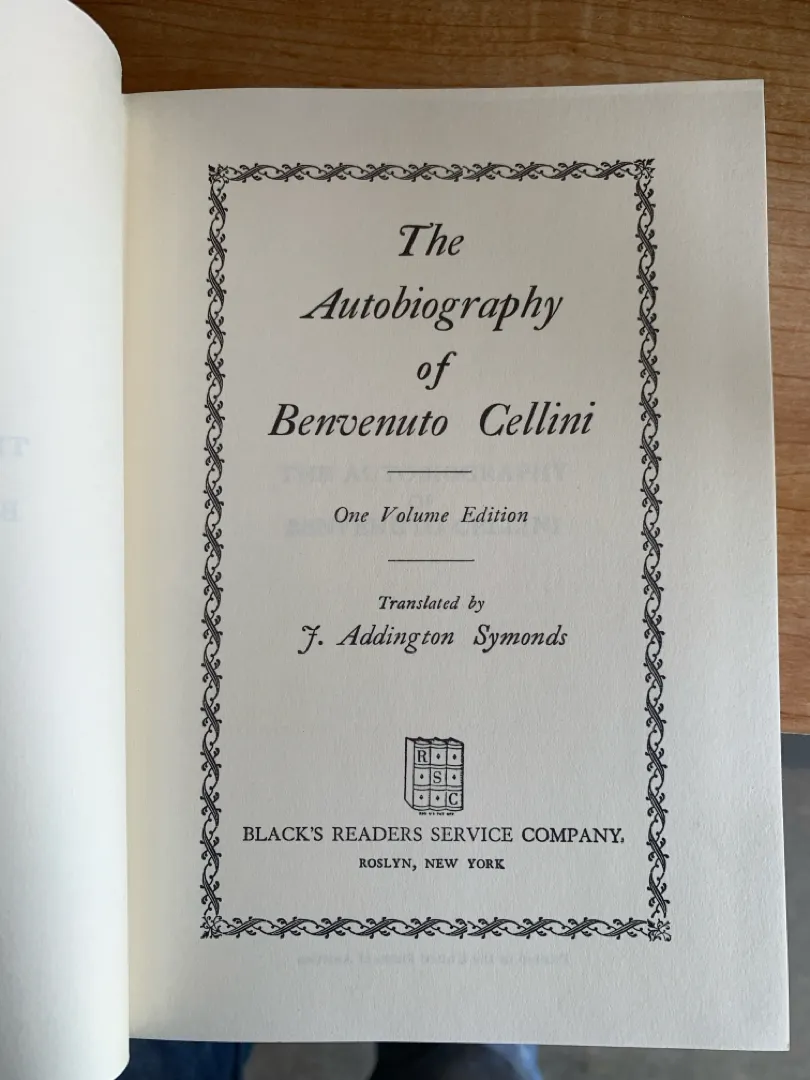 The
Autobiography
of
Benvenuto Cellini
One Volume Edition
Translated by
J. Addington Symonds
R
S
C
BLACK'S READERS SERVICE COMPANY.
ROSLYN, NEW YORK